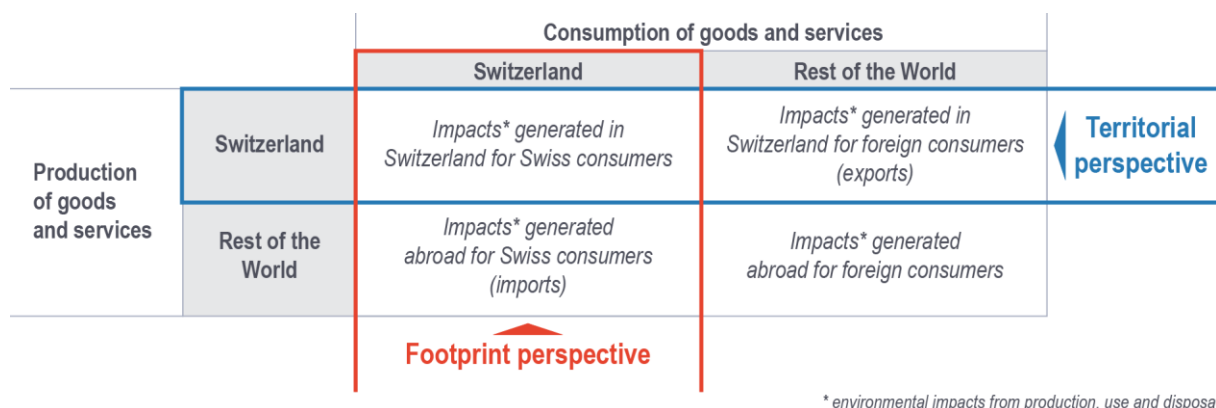 Consumption of goods and services
Switzerland
Rest of the World
Production
of goods
and services
Switzerland
Impacts* generated in
Switzerland for Swiss consumers
Impacts* generated in
Switzerland for foreign consumers
(exports)
Territorial
perspective
Rest of the
World
Impacts* generated
abroad for Swiss consumers
(imports)
Impacts* generated
abroad for foreign consumers
Footprint perspective
* environmental impacts from production, use and disposa